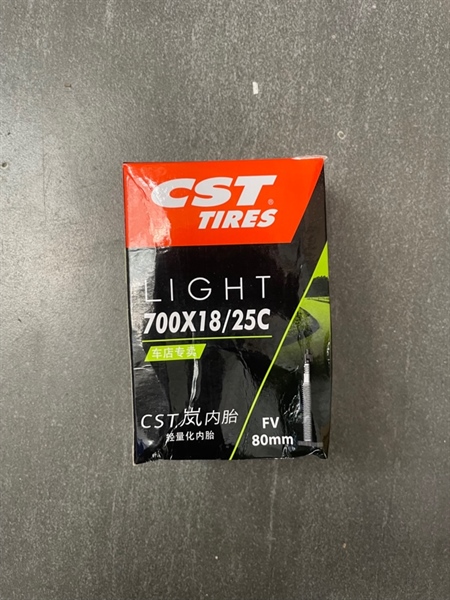 CST®
TIRES
LIGHT
700X18/25C
车店专卖
CST岚内胎
轻量化内胎
FV
80mm